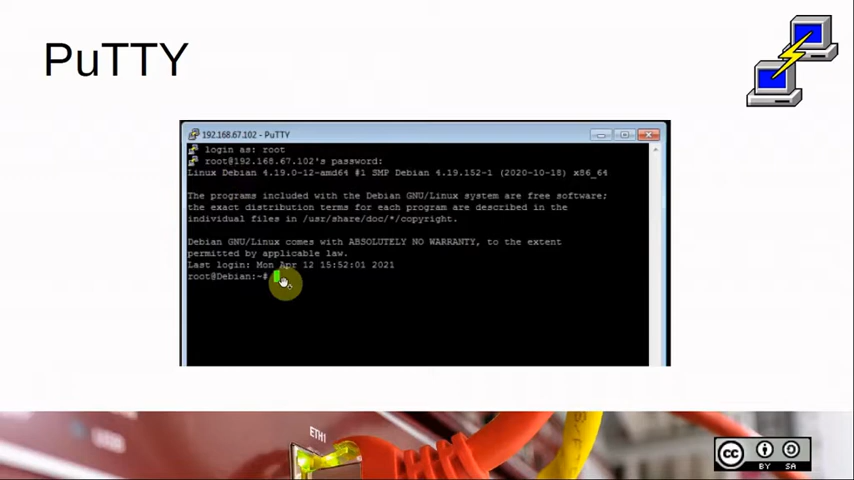 PuTTY
192.168.67.102 - PuTTY
login as: root
root@192.168.67.102's password:
Linux Debian 4.19.0-12-amd64 #1 SMP Debian 4.19.152-1 (2020-10-18) x86_64
The programs included with the Debian GNU/Linux system are free software;
the exact distribution terms for each program are described in the
individual files in /usr/share/doc/*/copyright.
Debian GNU/Linux comes with ABSOLUTELY NO WARRANTY, to the extent
permitted by applicable law.
Last login: Mon Apr 12 15:52:01 2021
root@Debian:~#
ETH1
CC BY SA